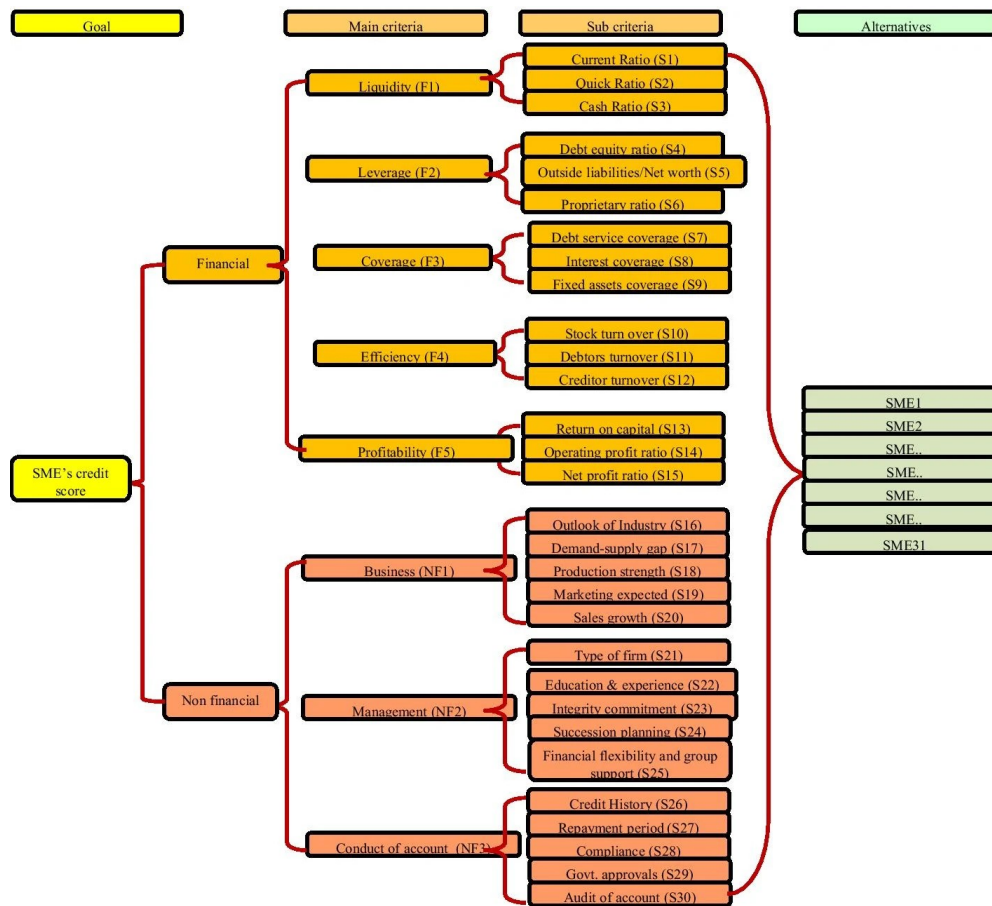 Goal
Main criteria
Sub criteria
Alternatives
Liquidity (F1)
Current Ratio (S1)
Quick Ratio (S2)
Cash Ratio (S3)
Leverage (F2)
Debt equity ratio (S4)
Outside liabilities/Net worth (S5)
Proprietary ratio (S6)
Financial
Coverage (F3)
Debt service coverage (S7)
Interest coverage (S8)
Fixed assets coverage (S9)
Efficiency (F4)
Stock turn over (S10)
Debtors turnover (S11)
Creditor turnover (S12)
Profitability (F5)
Return on capital (S13)
Operating profit ratio (S14)
Net profit ratio (S15)
SME's credit
score
Business (NF1)
Outlook of Industry (S16)
Demand-supply gap (S17)
Production strength (S18)
Marketing expected (S19)
Sales growth (S20)
Non financial
Management (NF2)
Type of firm (S21)
Education & experience (S22)
Integrity commitment (S23)
Succession planning (S24)
Financial flexibility and group
support (S25)
Conduct of account (NF3)
Credit History (S26)
Repayment period (S27)
Compliance (S28)
Govt. approvals (S29)
Audit of account (S30)
SME1
SME2
SME..
SME..
SME..
SME..
SME31